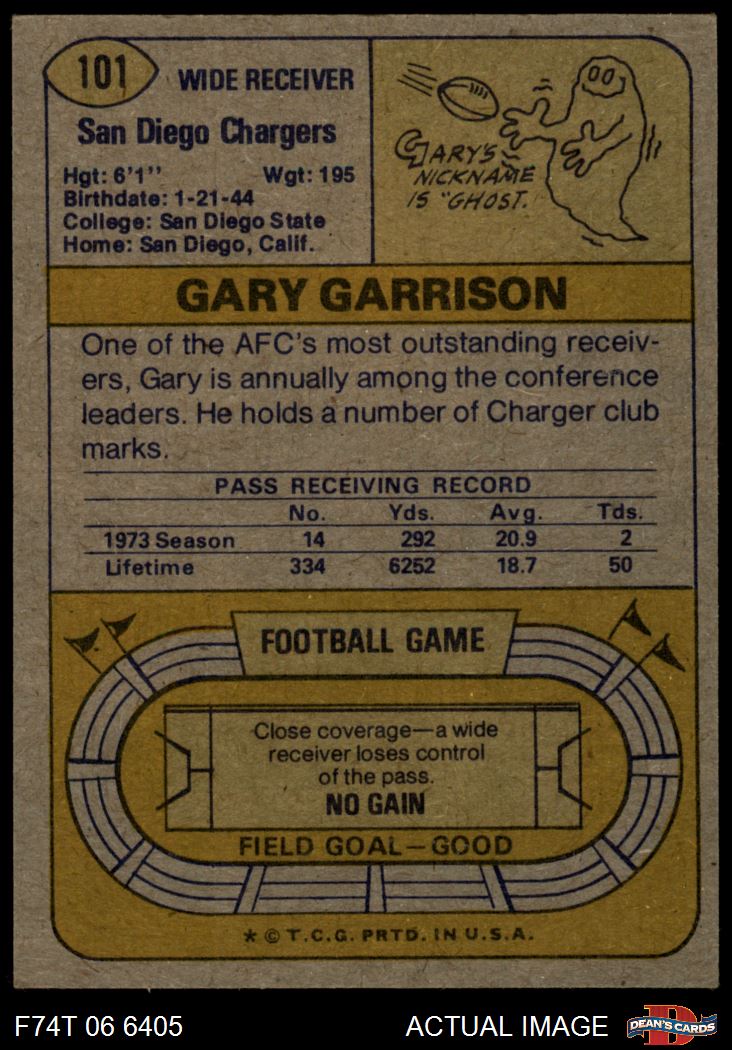 101
WIDE RECEIVER
San Diego Chargers
Hgt: 6'1'' Wgt: 195
Birthdate: 1-21-44
College: San Diego State
Home: San Diego, Calif.
GARY'S
NICKNAME
IS "GHOST.
GARY GARRISON
One of the AFC's most outstanding receiv-
ers, Gary is annually among the conference
leaders. He holds a number of Charger club
marks.
PASS RECEIVING RECORD
No. Yds. Avg. Tds.
1973 Season 14 292 20.9 2
Lifetime 334 6252 18.7 50
FOOTBALL GAME
Close coverage—a wide
receiver loses control
of the pass.
NO GAIN
FIELD GOAL—GOOD
* © T.C.G. PRTD. IN U.S.A.
F74T 06 6405 ACTUAL IMAGE D DEAN'S CARDS